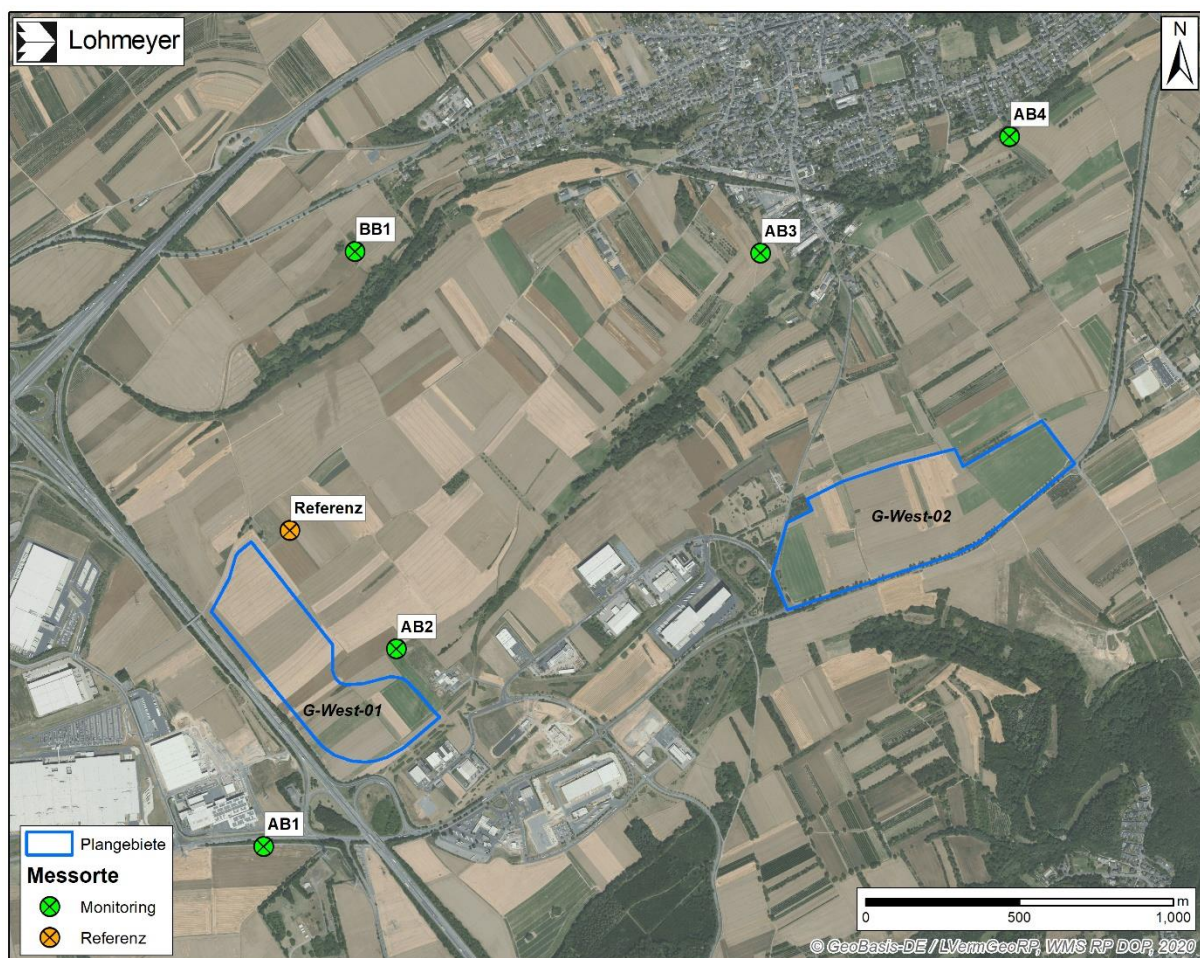 Lohmeyer
N
AB4
BB1
AB3
Referenz
G-West-02
AB2
G-West-01
AB1
Plangebiete
Messorte
Monitoring
Referenz
m
0 500 1,000
© GeoBasis-DE / LVermGeoRP, WMS RP DOP, 2020